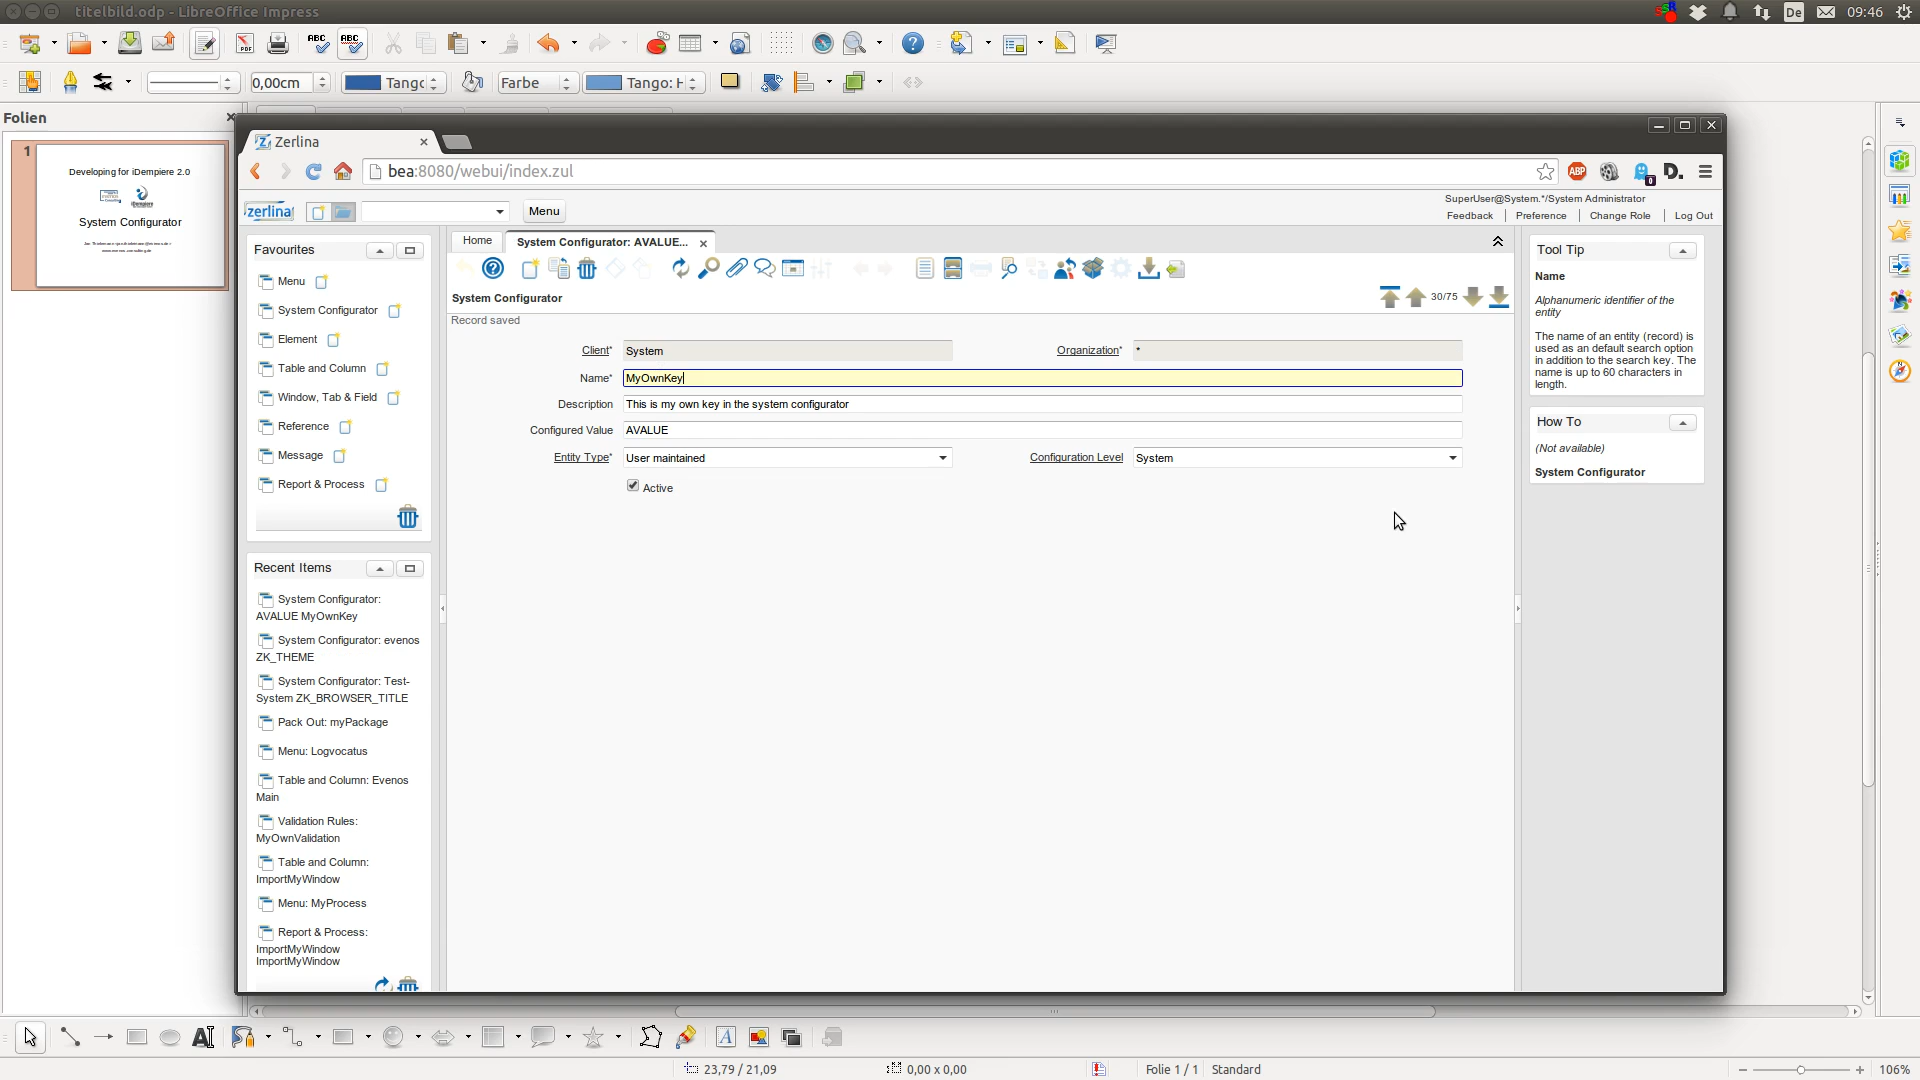 titelbild.odp - LibreOffice Impress
De
09:46
0,00cm
Tango
Farbe
Tango: H
Folien
1
Developing for iDempiere 2.0
System Configurator
Zerlina
bea:8080/webui/index.zul
ABP
D.
zerlina
Menu
SuperUser@System.*/System Administrator
Feedback
Preference
Change Role
Log Out
Favourites
Menu
System Configurator
Element
Table and Column
Window, Tab & Field
Reference
Message
Report & Process
Recent Items
System Configurator:
AVALUE MyOwnKey
System Configurator: evenos
ZK_THEME
System Configurator: Test-
System ZK_BROWSER_TITLE
Pack Out: myPackage
Menu: Logvocatus
Table and Column: Evenos
Main
Validation Rules:
MyOwnValidation
Table and Column:
ImportMyWindow
Menu: MyProcess
Report & Process:
ImportMyWindow
ImportMyWindow
Home
System Configurator: AVALUE...
System Configurator
30/75
Record saved
Client* System
Organization* *
Name* MyOwnKey
Description This is my own key in the system configurator
Configured Value AVALUE
Entity Type* User maintained
Configuration Level System
Active
Tool Tip
Name
Alphanumeric identifier of the
entity
The name of an entity (record) is
used as an default search option
in addition to the search key. The
name is up to 60 characters in
length.
How To
(Not available)
System Configurator
23,79 / 21,09
0,00 x 0,00
Folie 1 / 1
Standard
106%